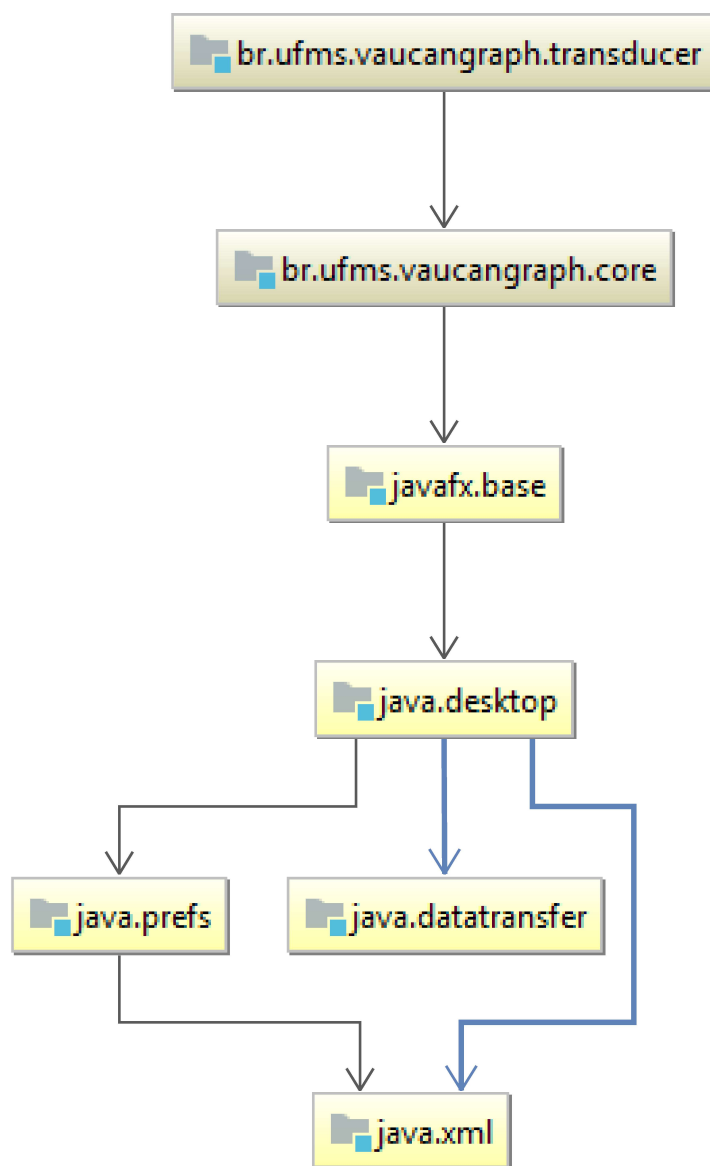 br.ufms.vaucangraph.transducer
br.ufms.vaucangraph.core
javafx.base
java.desktop
java.prefs
java.datatransfer
java.xml